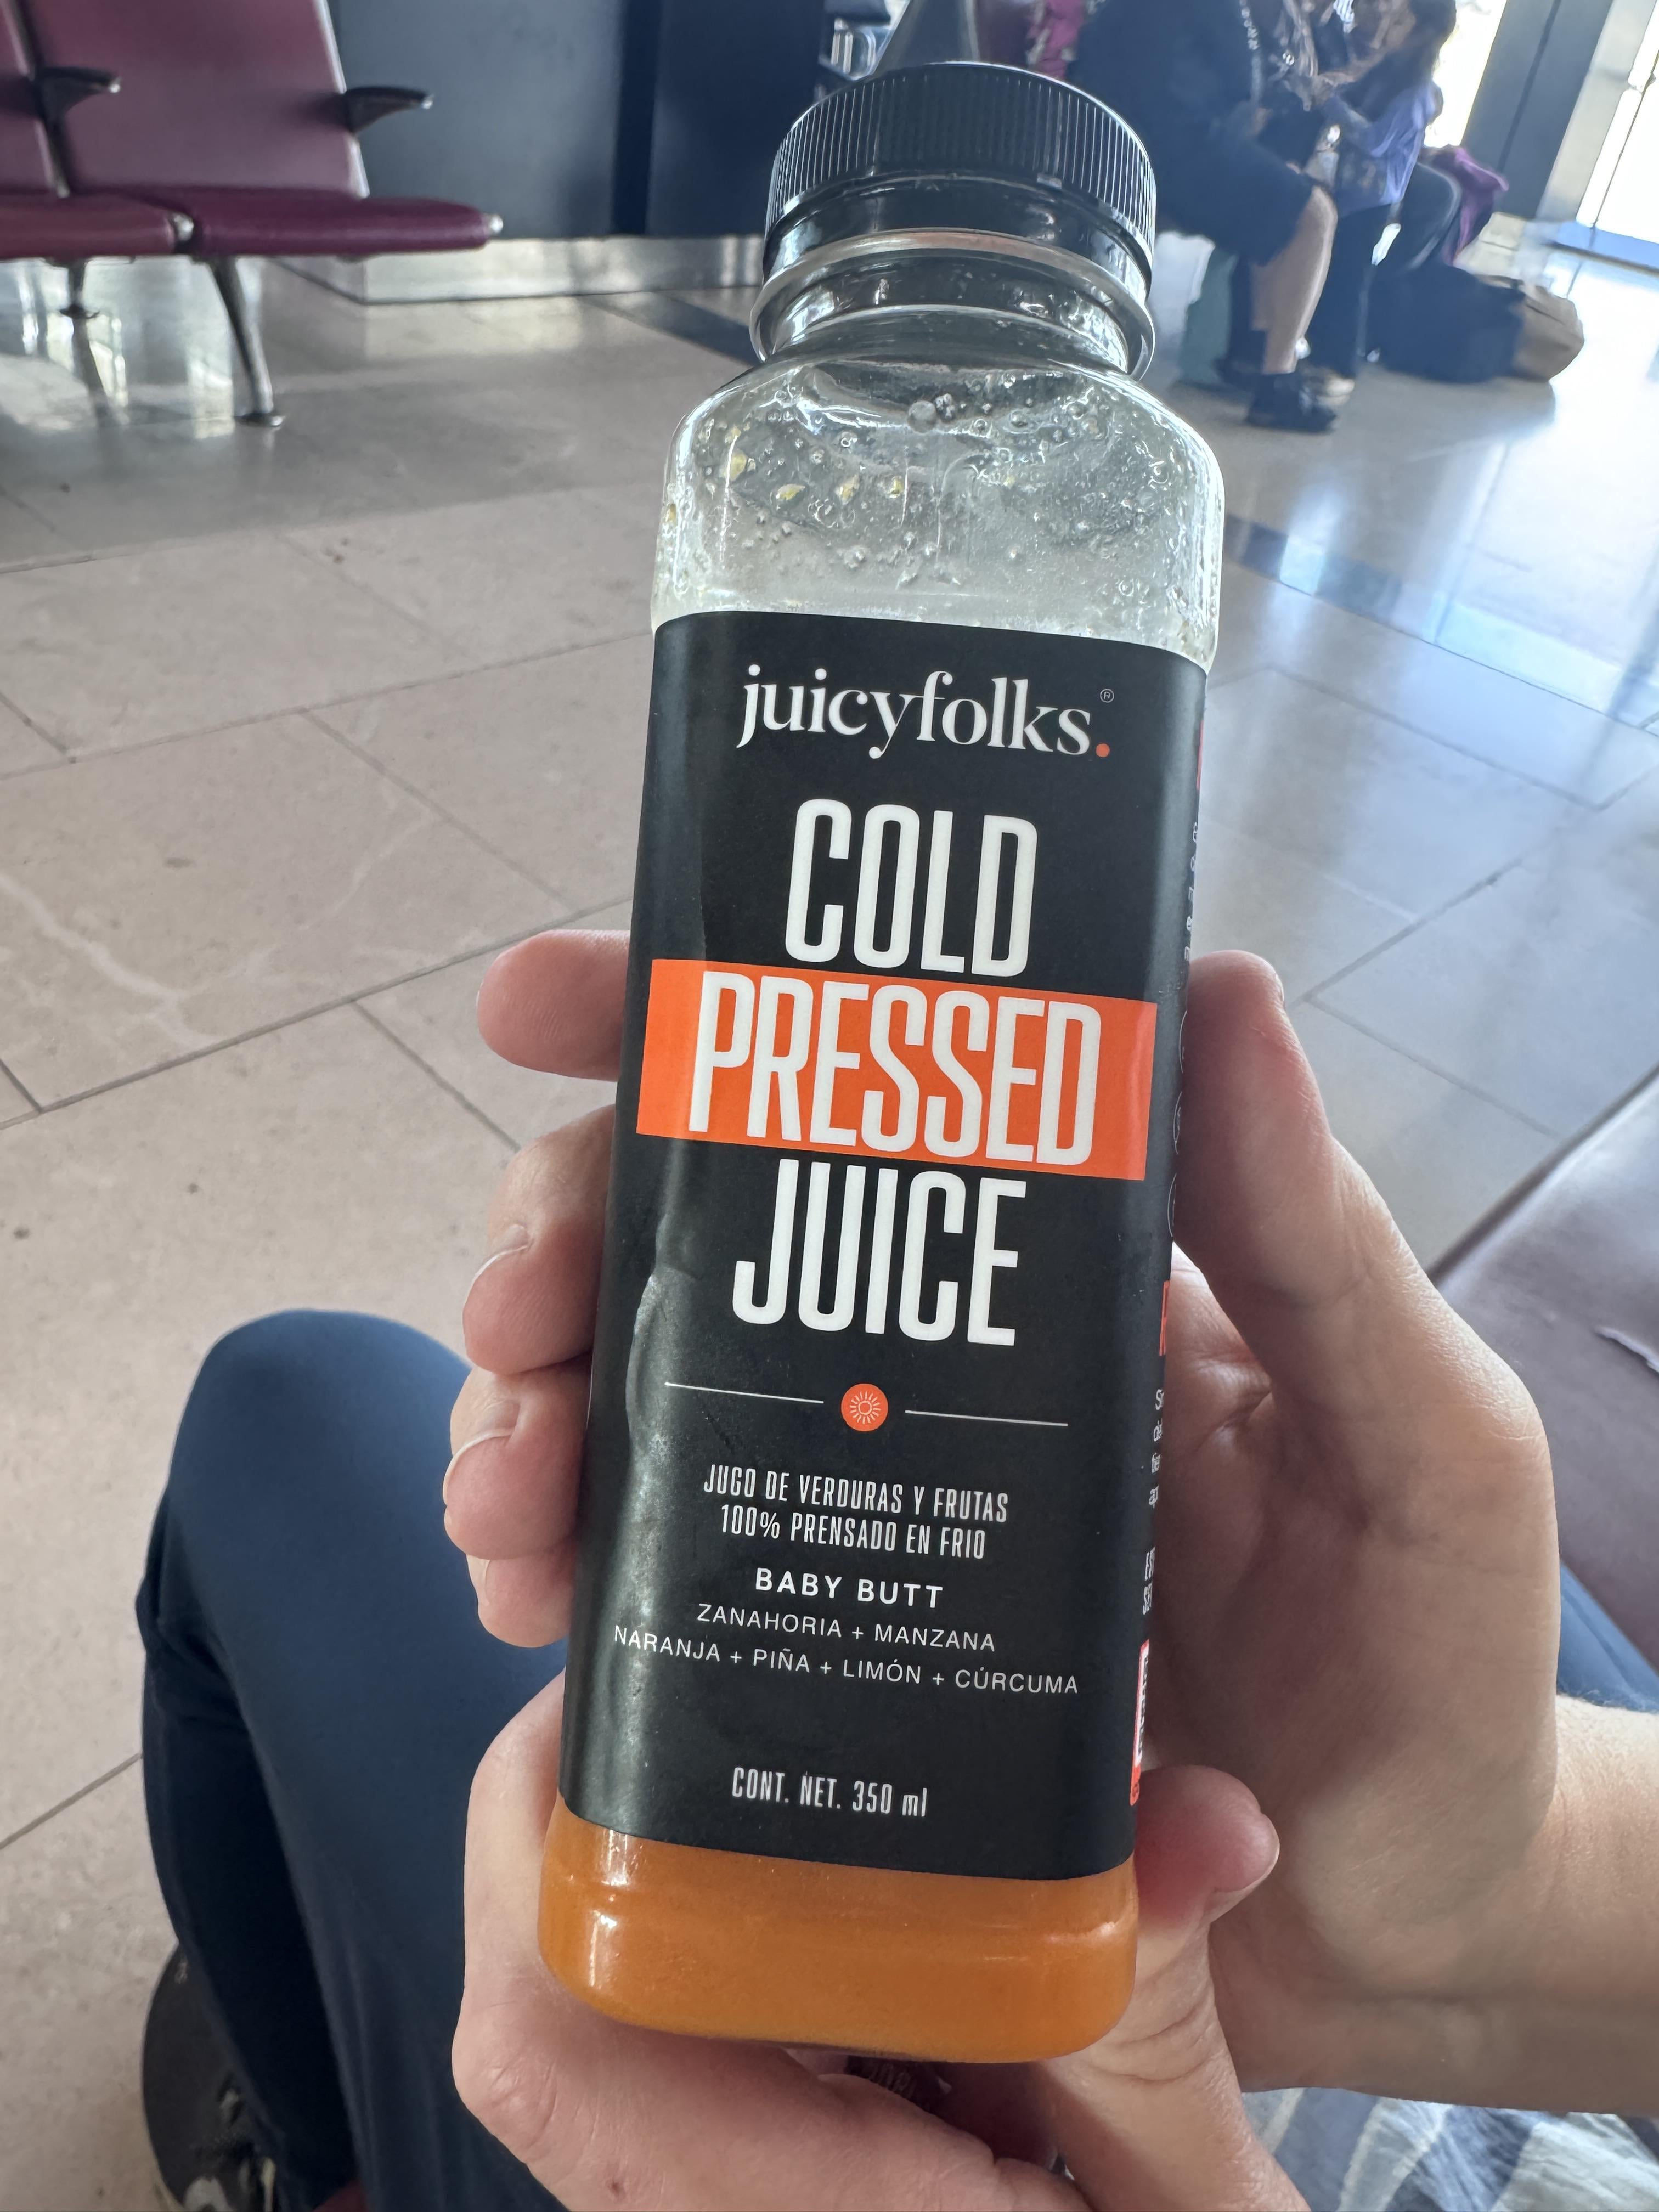 juicyfolks.®
COLD
PRESSED
JUICE
JUGO DE VERDURAS Y FRUTAS
100% PRENSADO EN FRIO
BABY BUTT
ZANAHORIA + MANZANA
NARANJA + PIÑA + LIMÓN + CÚRCUMA
CONT. NET. 350 ml